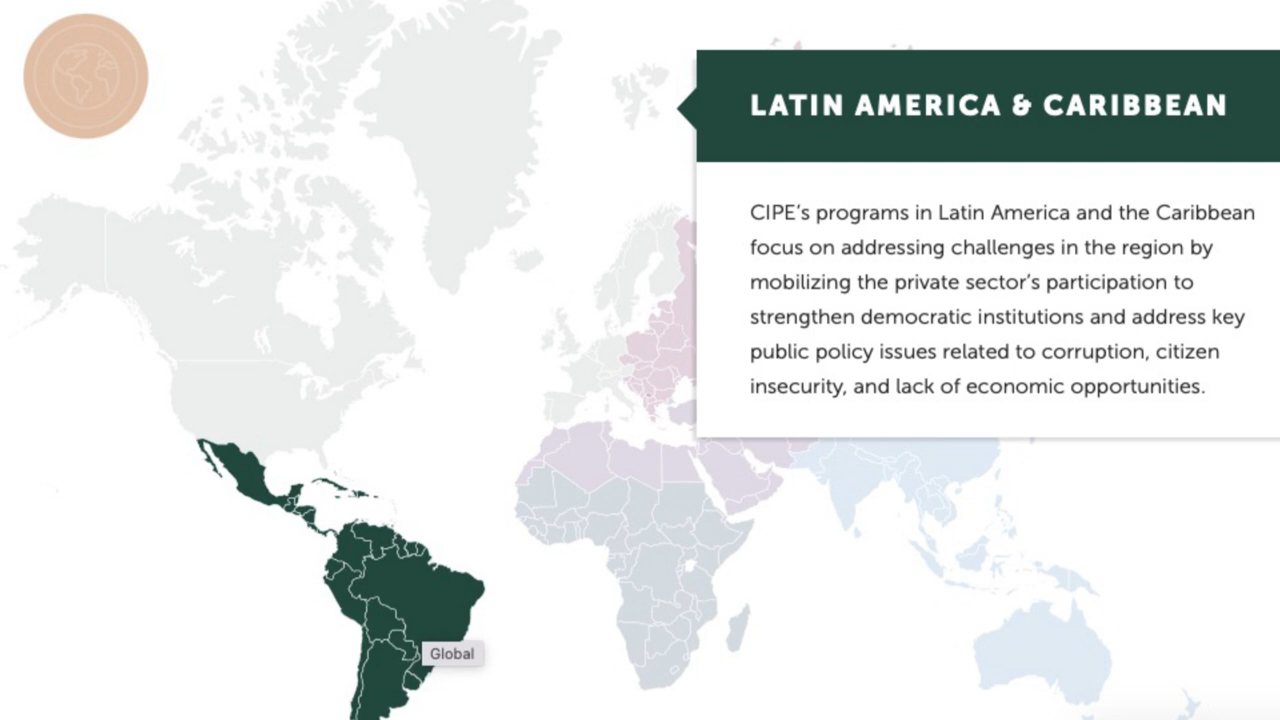 LATIN AMERICA & CARIBBEAN
CIPE’s programs in Latin America and the Caribbean
focus on addressing challenges in the region by
mobilizing the private sector’s participation to
strengthen democratic institutions and address key
public policy issues related to corruption, citizen
insecurity, and lack of economic opportunities.
Global